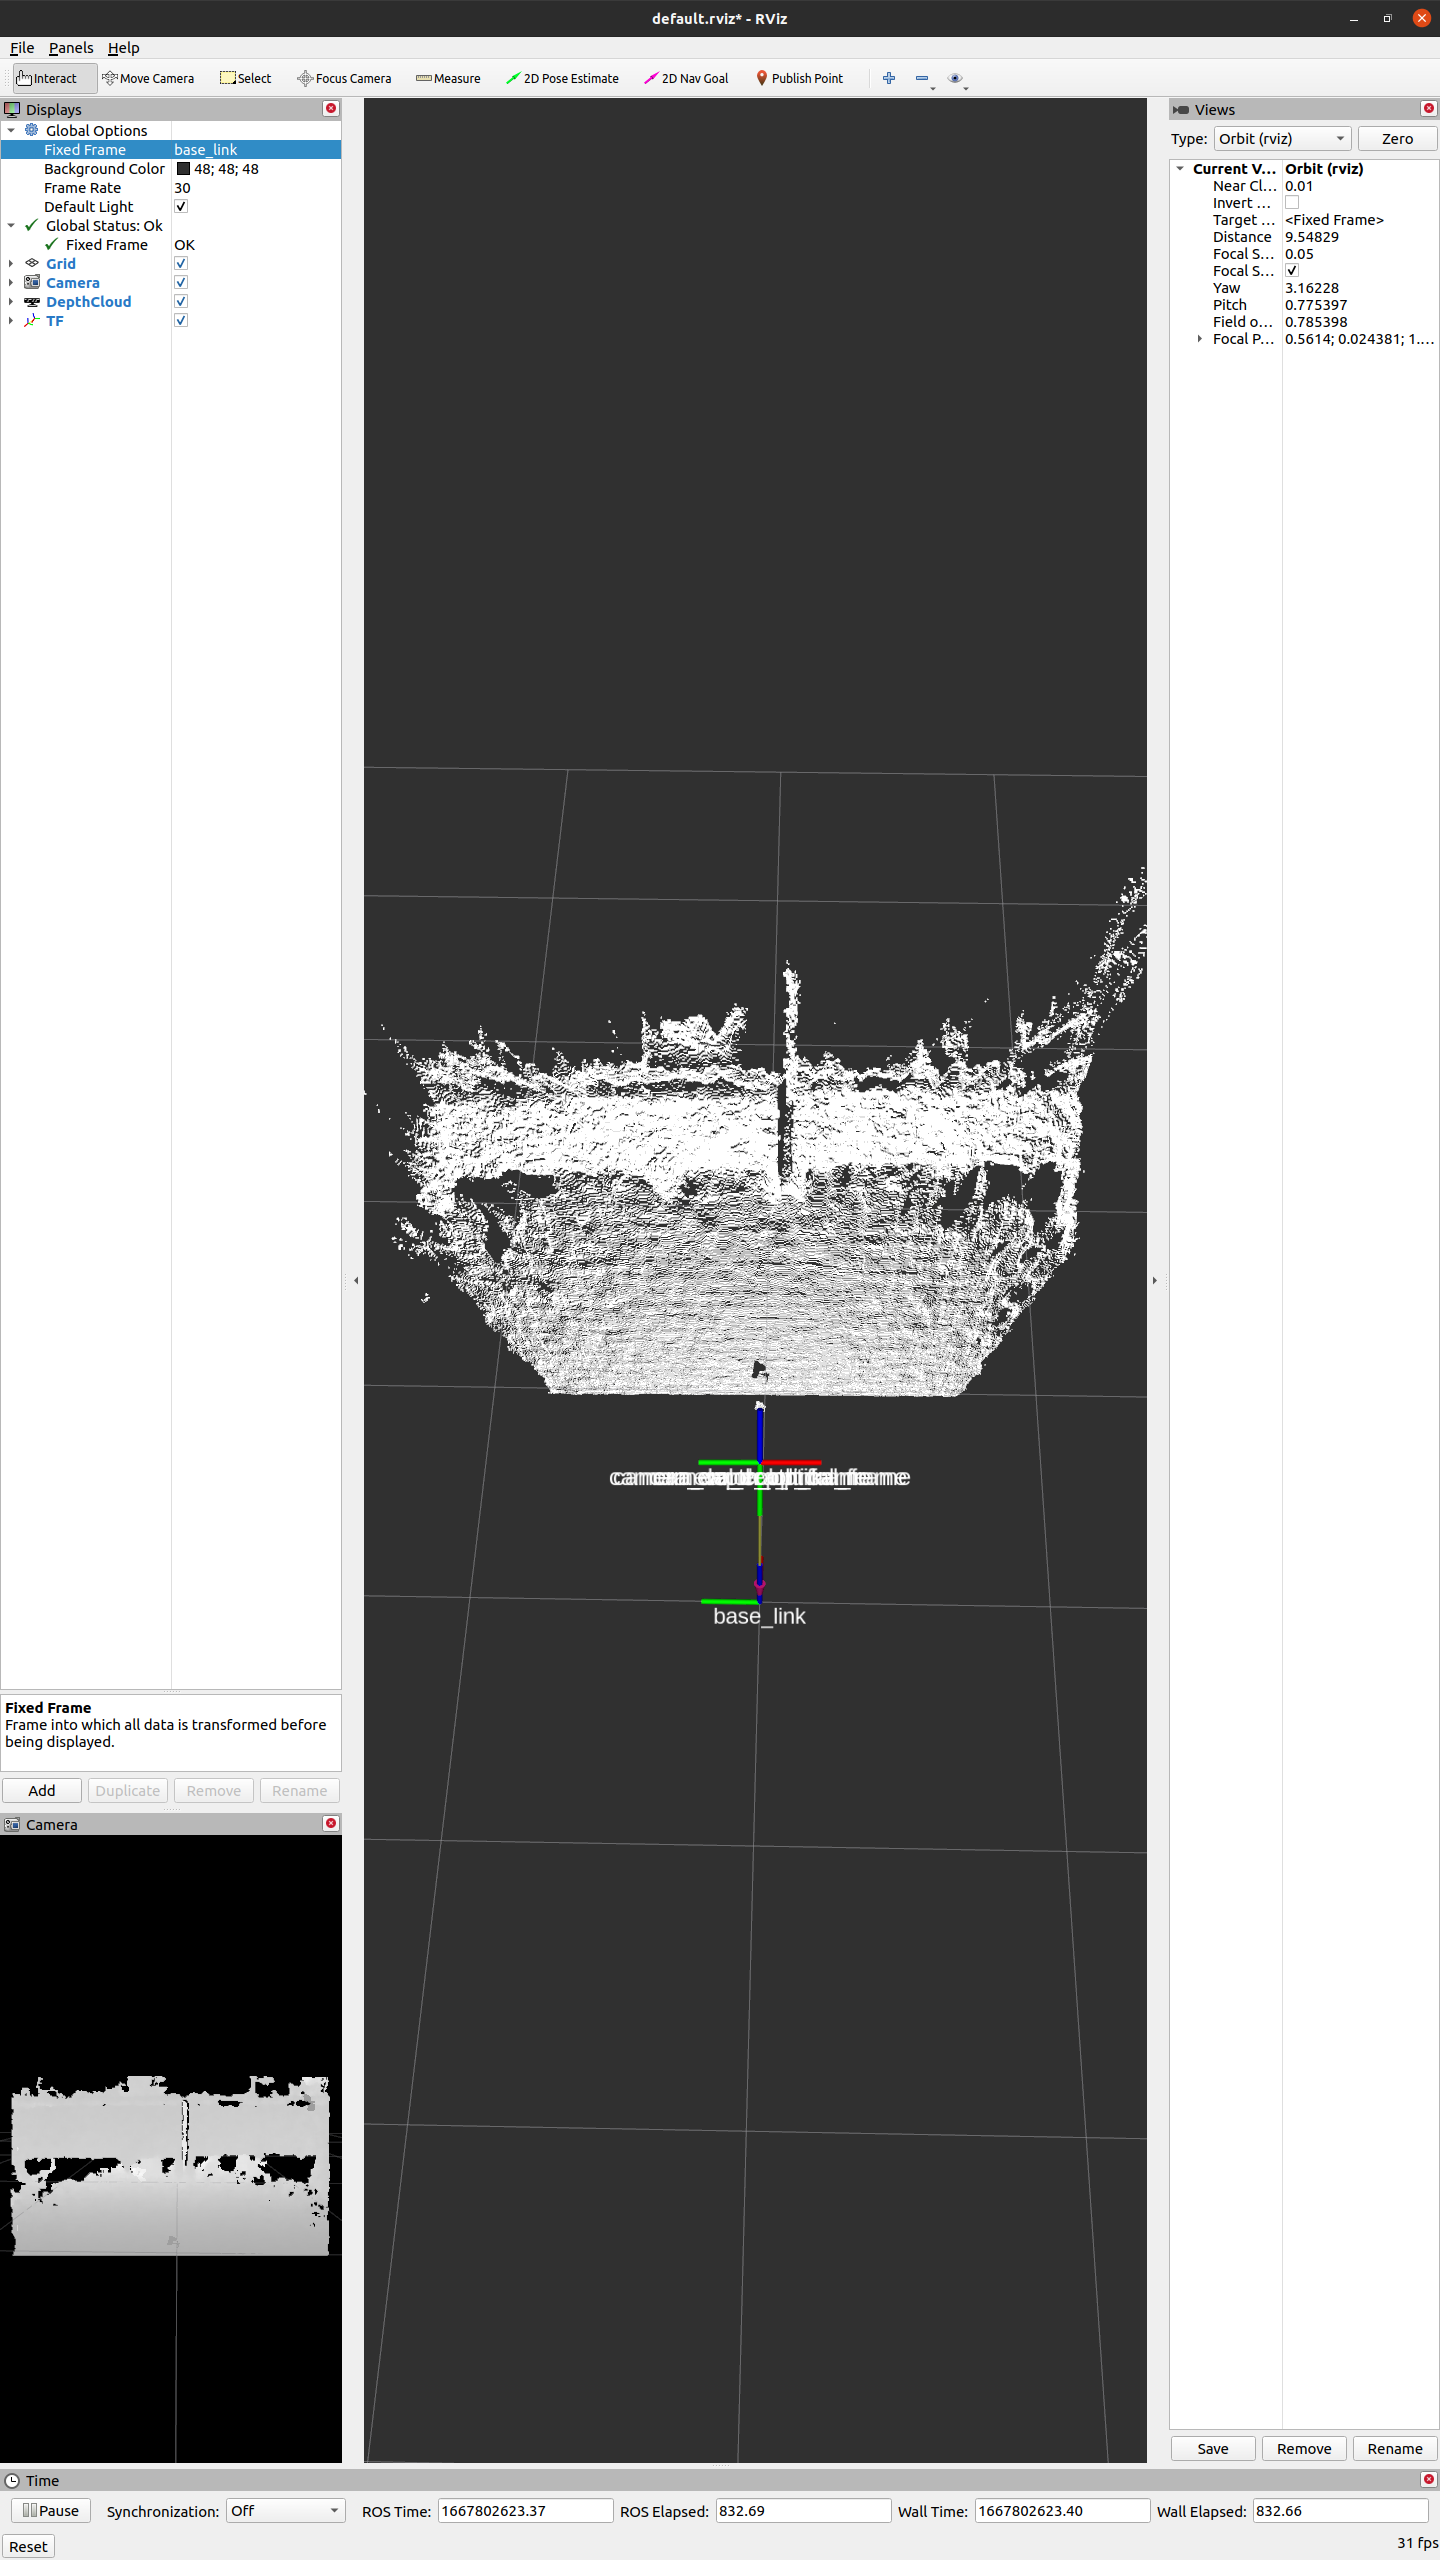 default.rviz* - RViz
File Panels Help
Interact Move Camera Select Focus Camera Measure 2D Pose Estimate 2D Nav Goal Publish Point
Displays
Global Options
Fixed Frame base_link
Background Color 48; 48; 48
Frame Rate 30
Default Light
Global Status: Ok
Fixed Frame OK
Grid
Camera
DepthCloud
TF
Fixed Frame
Frame into which all data is transformed before
being displayed.
Add Duplicate Remove Rename
Camera
base_link
Views
Type: Orbit (rviz) Zero
Current V... Orbit (rviz)
Near Cl... 0.01
Invert ...
Target ... <Fixed Frame>
Distance 9.54829
Focal S... 0.05
Focal S...
Yaw 3.16228
Pitch 0.775397
Field o... 0.785398
Focal P... 0.5614; 0.024381; 1....
Save Remove Rename
Time
Pause Synchronization: Off ROS Time: 1667802623.37 ROS Elapsed: 832.69 Wall Time: 1667802623.40 Wall Elapsed: 832.66
Reset 31 fps